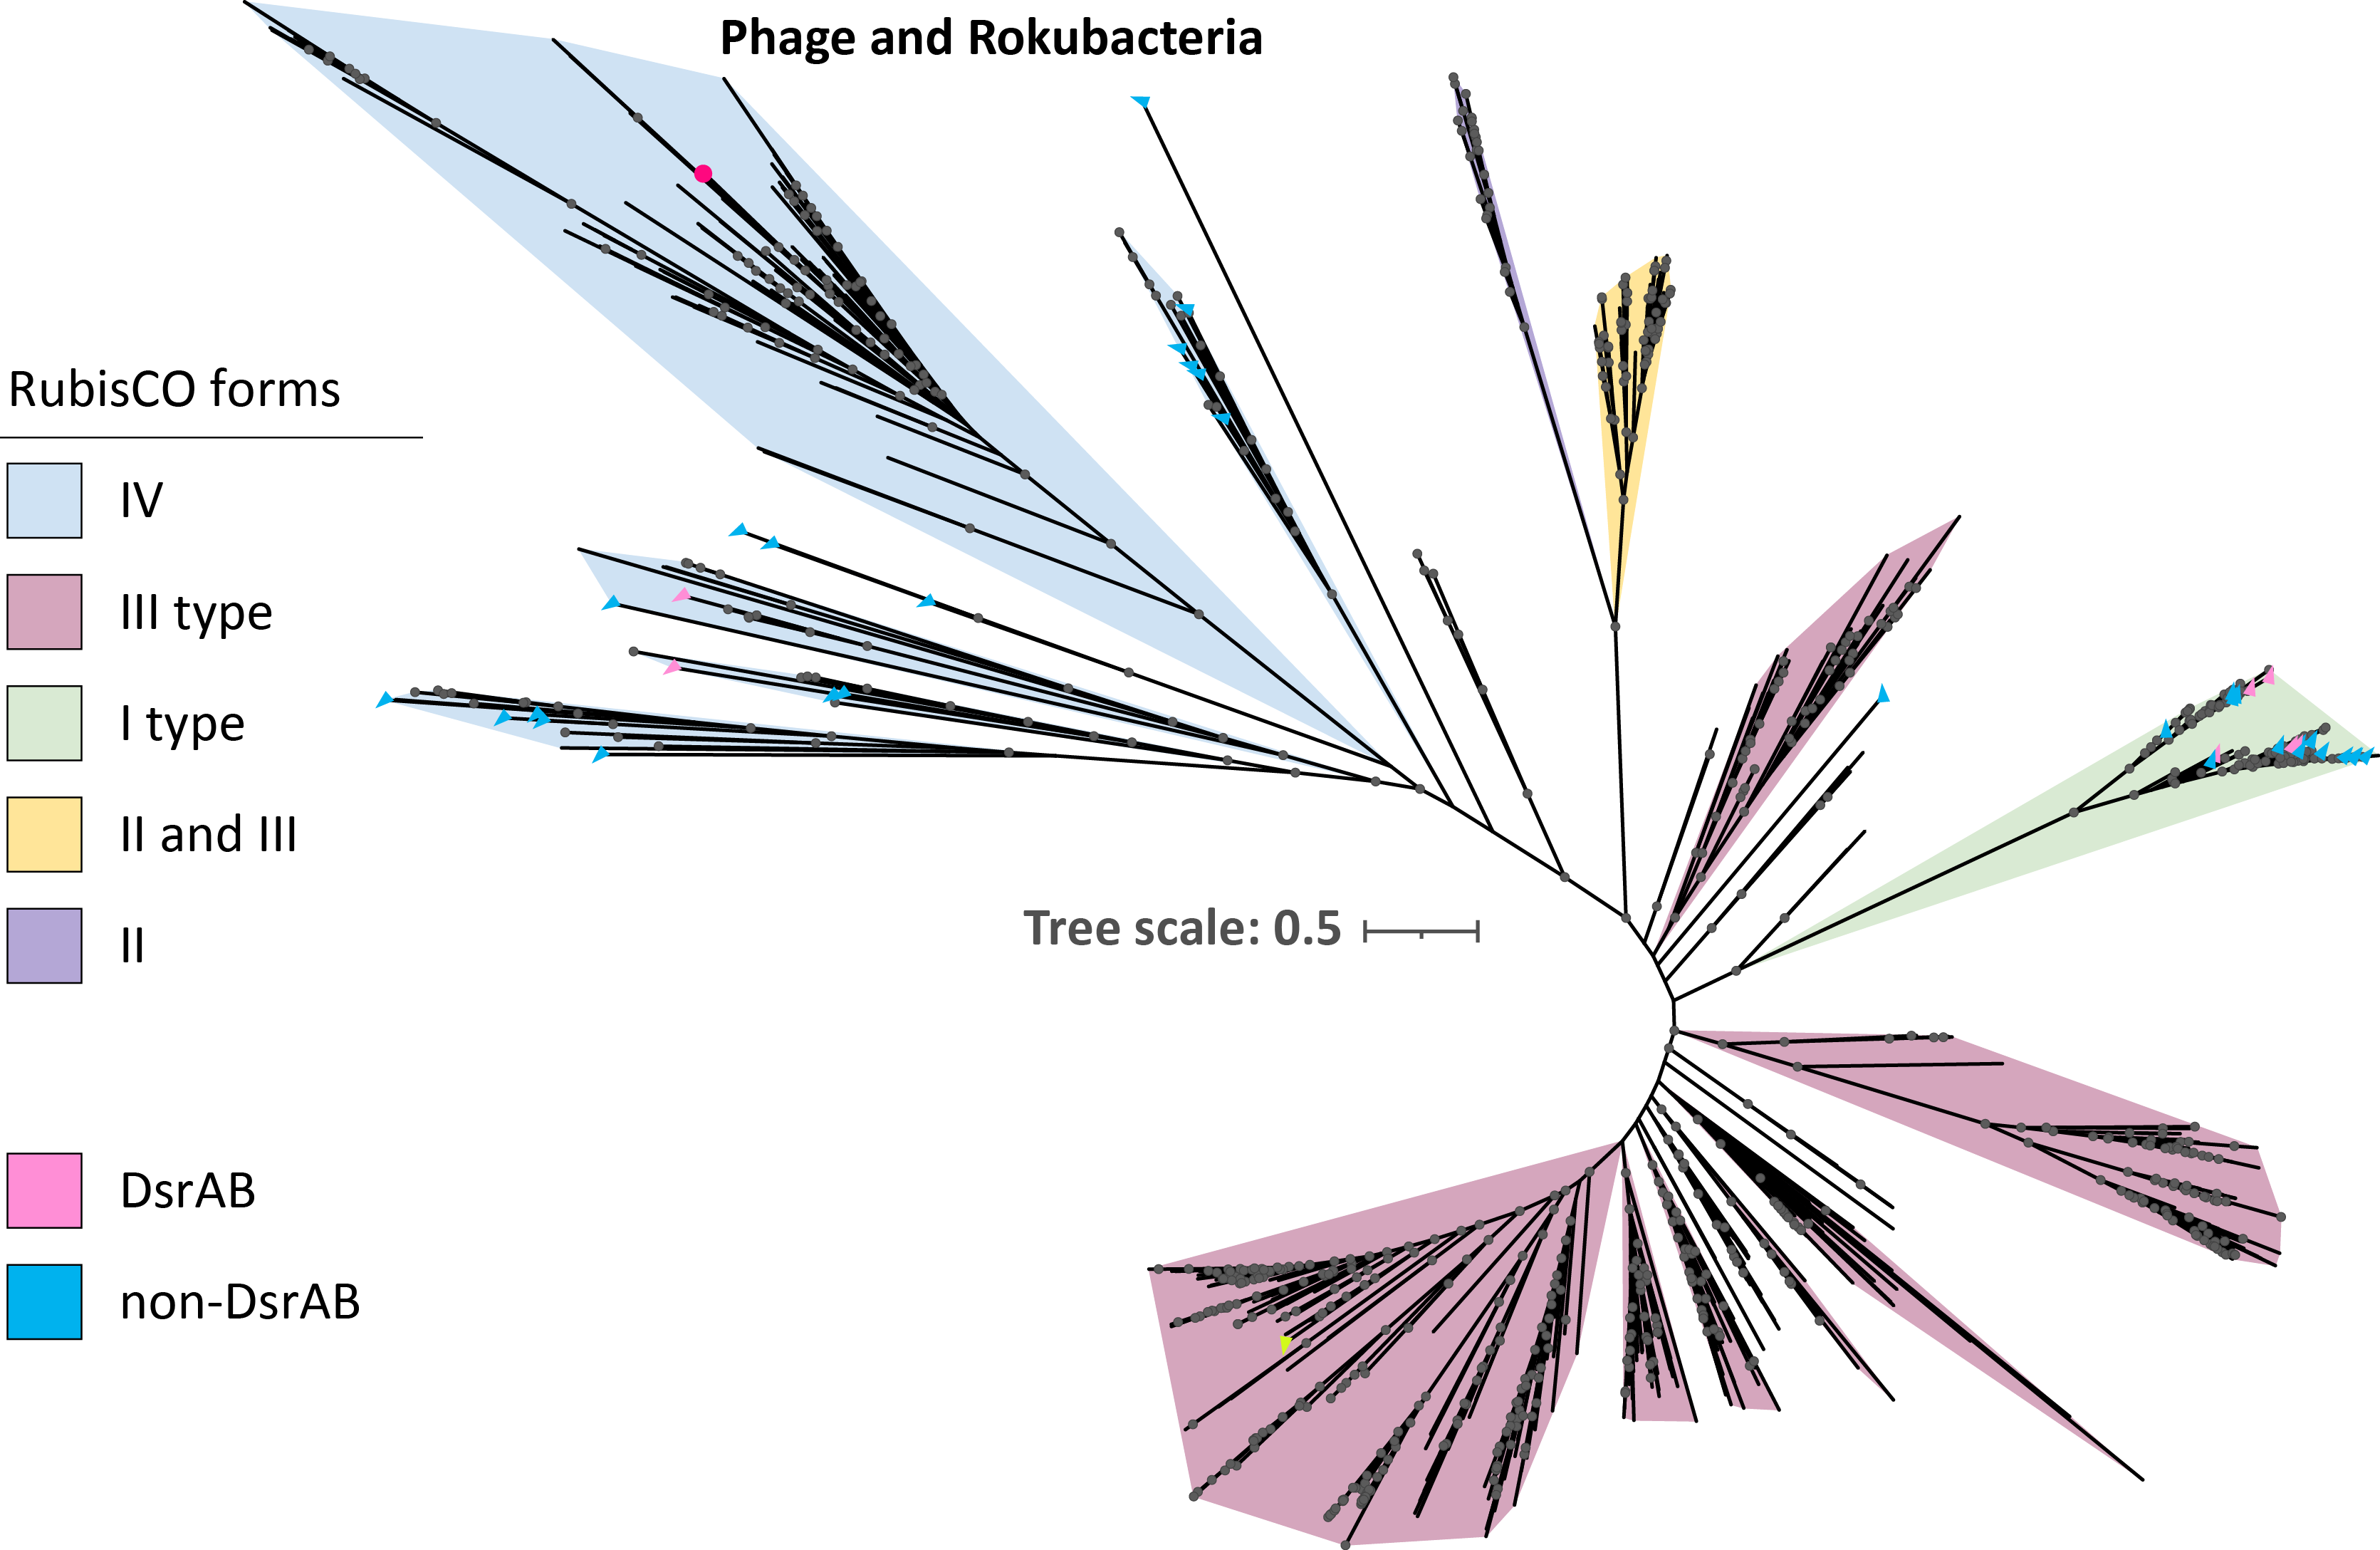 Phage and Rokubacteria
RubisCO forms
IV
III type
I type
II and III
II
Tree scale: 0.5
DsrAB
non-DsrAB